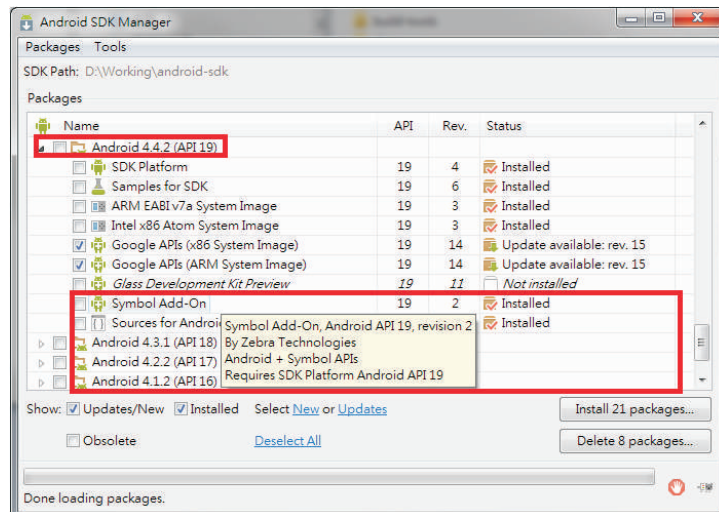 Android SDK Manager
Packages Tools
SDK Path: D:\Working\android-sdk
Packages
Name API Rev. Status
Android 4.4.2 (API 19)
SDK Platform 19 4 Installed
Samples for SDK 19 6 Installed
ARM EABI v7a System Image 19 3 Installed
Intel x86 Atom System Image 19 3 Installed
Google APIs (x86 System Image) 19 14 Update available: rev. 15
Google APIs (ARM System Image) 19 14 Update available: rev. 15
Glass Development Kit Preview 19 11 Not installed
Symbol Add-On 19 2 Installed
Sources for Androi Installed
Symbol Add-On, Android API 19, revision 2
By Zebra Technologies
Android + Symbol APIs
Requires SDK Platform Android API 19
Android 4.3.1 (API 18)
Android 4.2.2 (API 17)
Android 4.1.2 (API 16)
Show: Updates/New Installed Select New or Updates Install 21 packages...
Obsolete Deselect All Delete 8 packages...
Done loading packages.